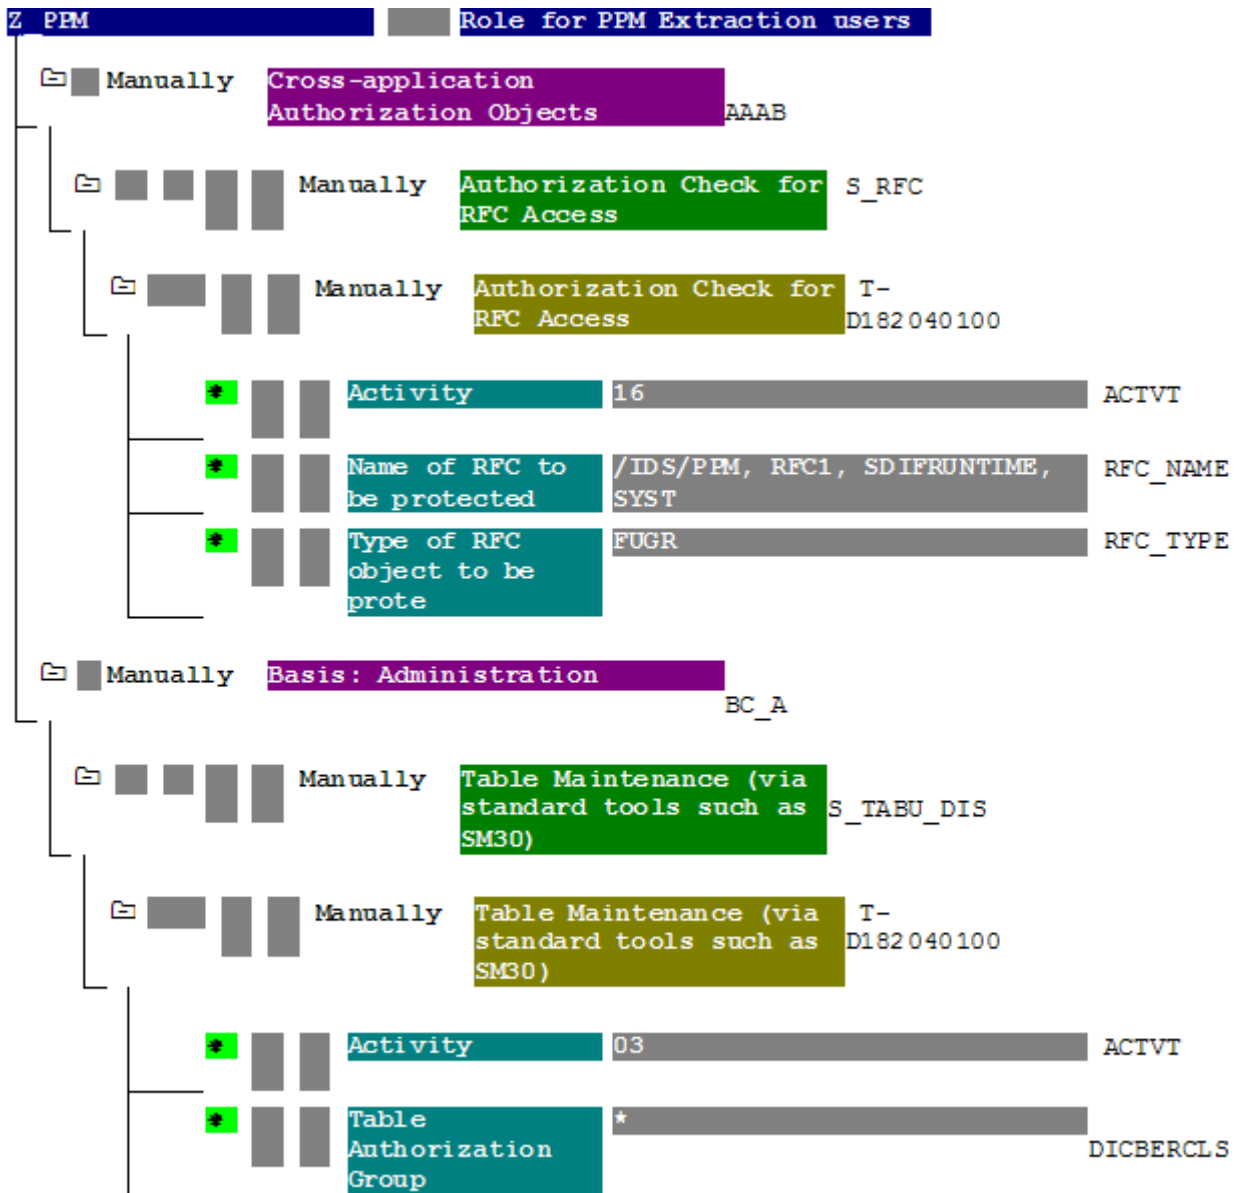 Z_PPM Role for PPM Extraction users
Manually Cross-application
Authorization Objects AAAB
Manually Authorization Check for S_RFC
RFC Access
Manually Authorization Check for T-
RFC Access D182040100
* Activity 16 ACTVT
* Name of RFC to /IDS/PPM, RFC1, SDIFRUNTIME, RFC_NAME
be protected SYST
* Type of RFC FUGR RFC_TYPE
object to be
prote
Manually Basis: Administration
BC_A
Manually Table Maintenance (via
standard tools such as S_TABU_DIS
SM30)
Manually Table Maintenance (via T-
standard tools such as D182040100
SM30)
* Activity 03 ACTVT
* Table *
Authorization DICBERCLS
Group